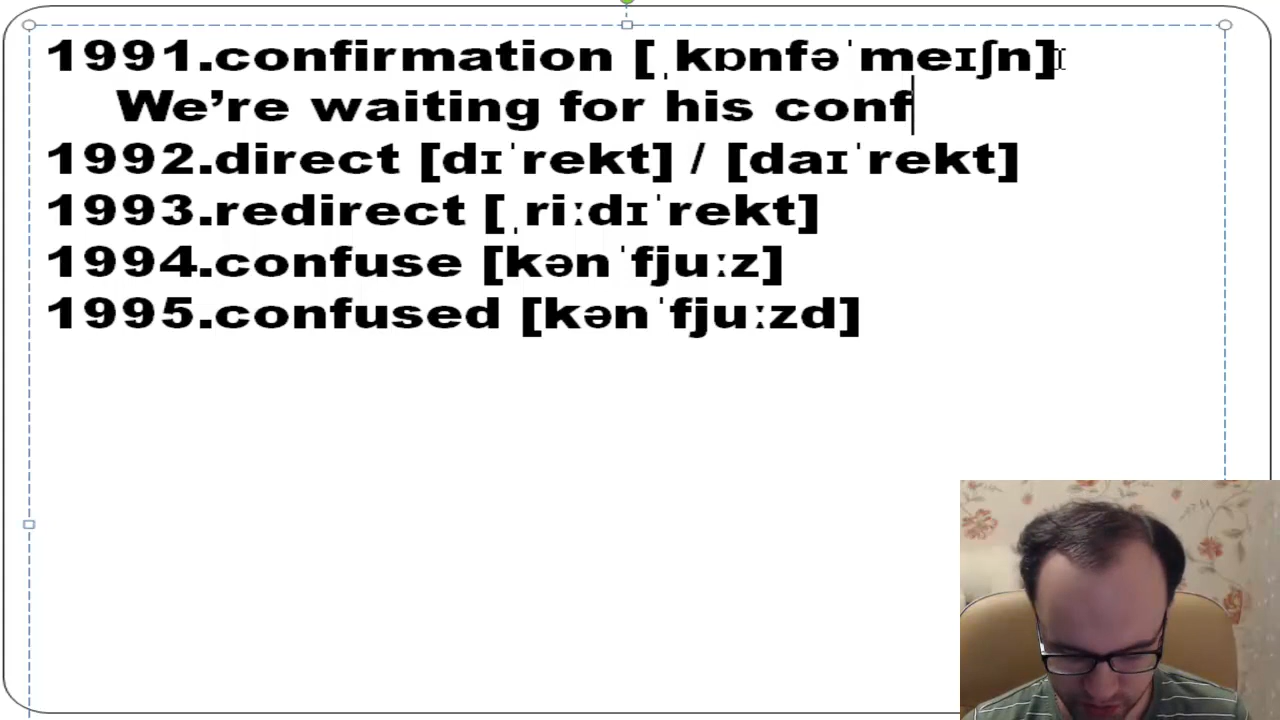 1991.confirmation [ˌkɒnfəˈmeɪʃn]
We’re waiting for his conf
1992.direct [dɪˈrekt] / [daɪˈrekt]
1993.redirect [ˌriːdɪˈrekt]
1994.confuse [kənˈfjuːz]
1995.confused [kənˈfjuːzd]